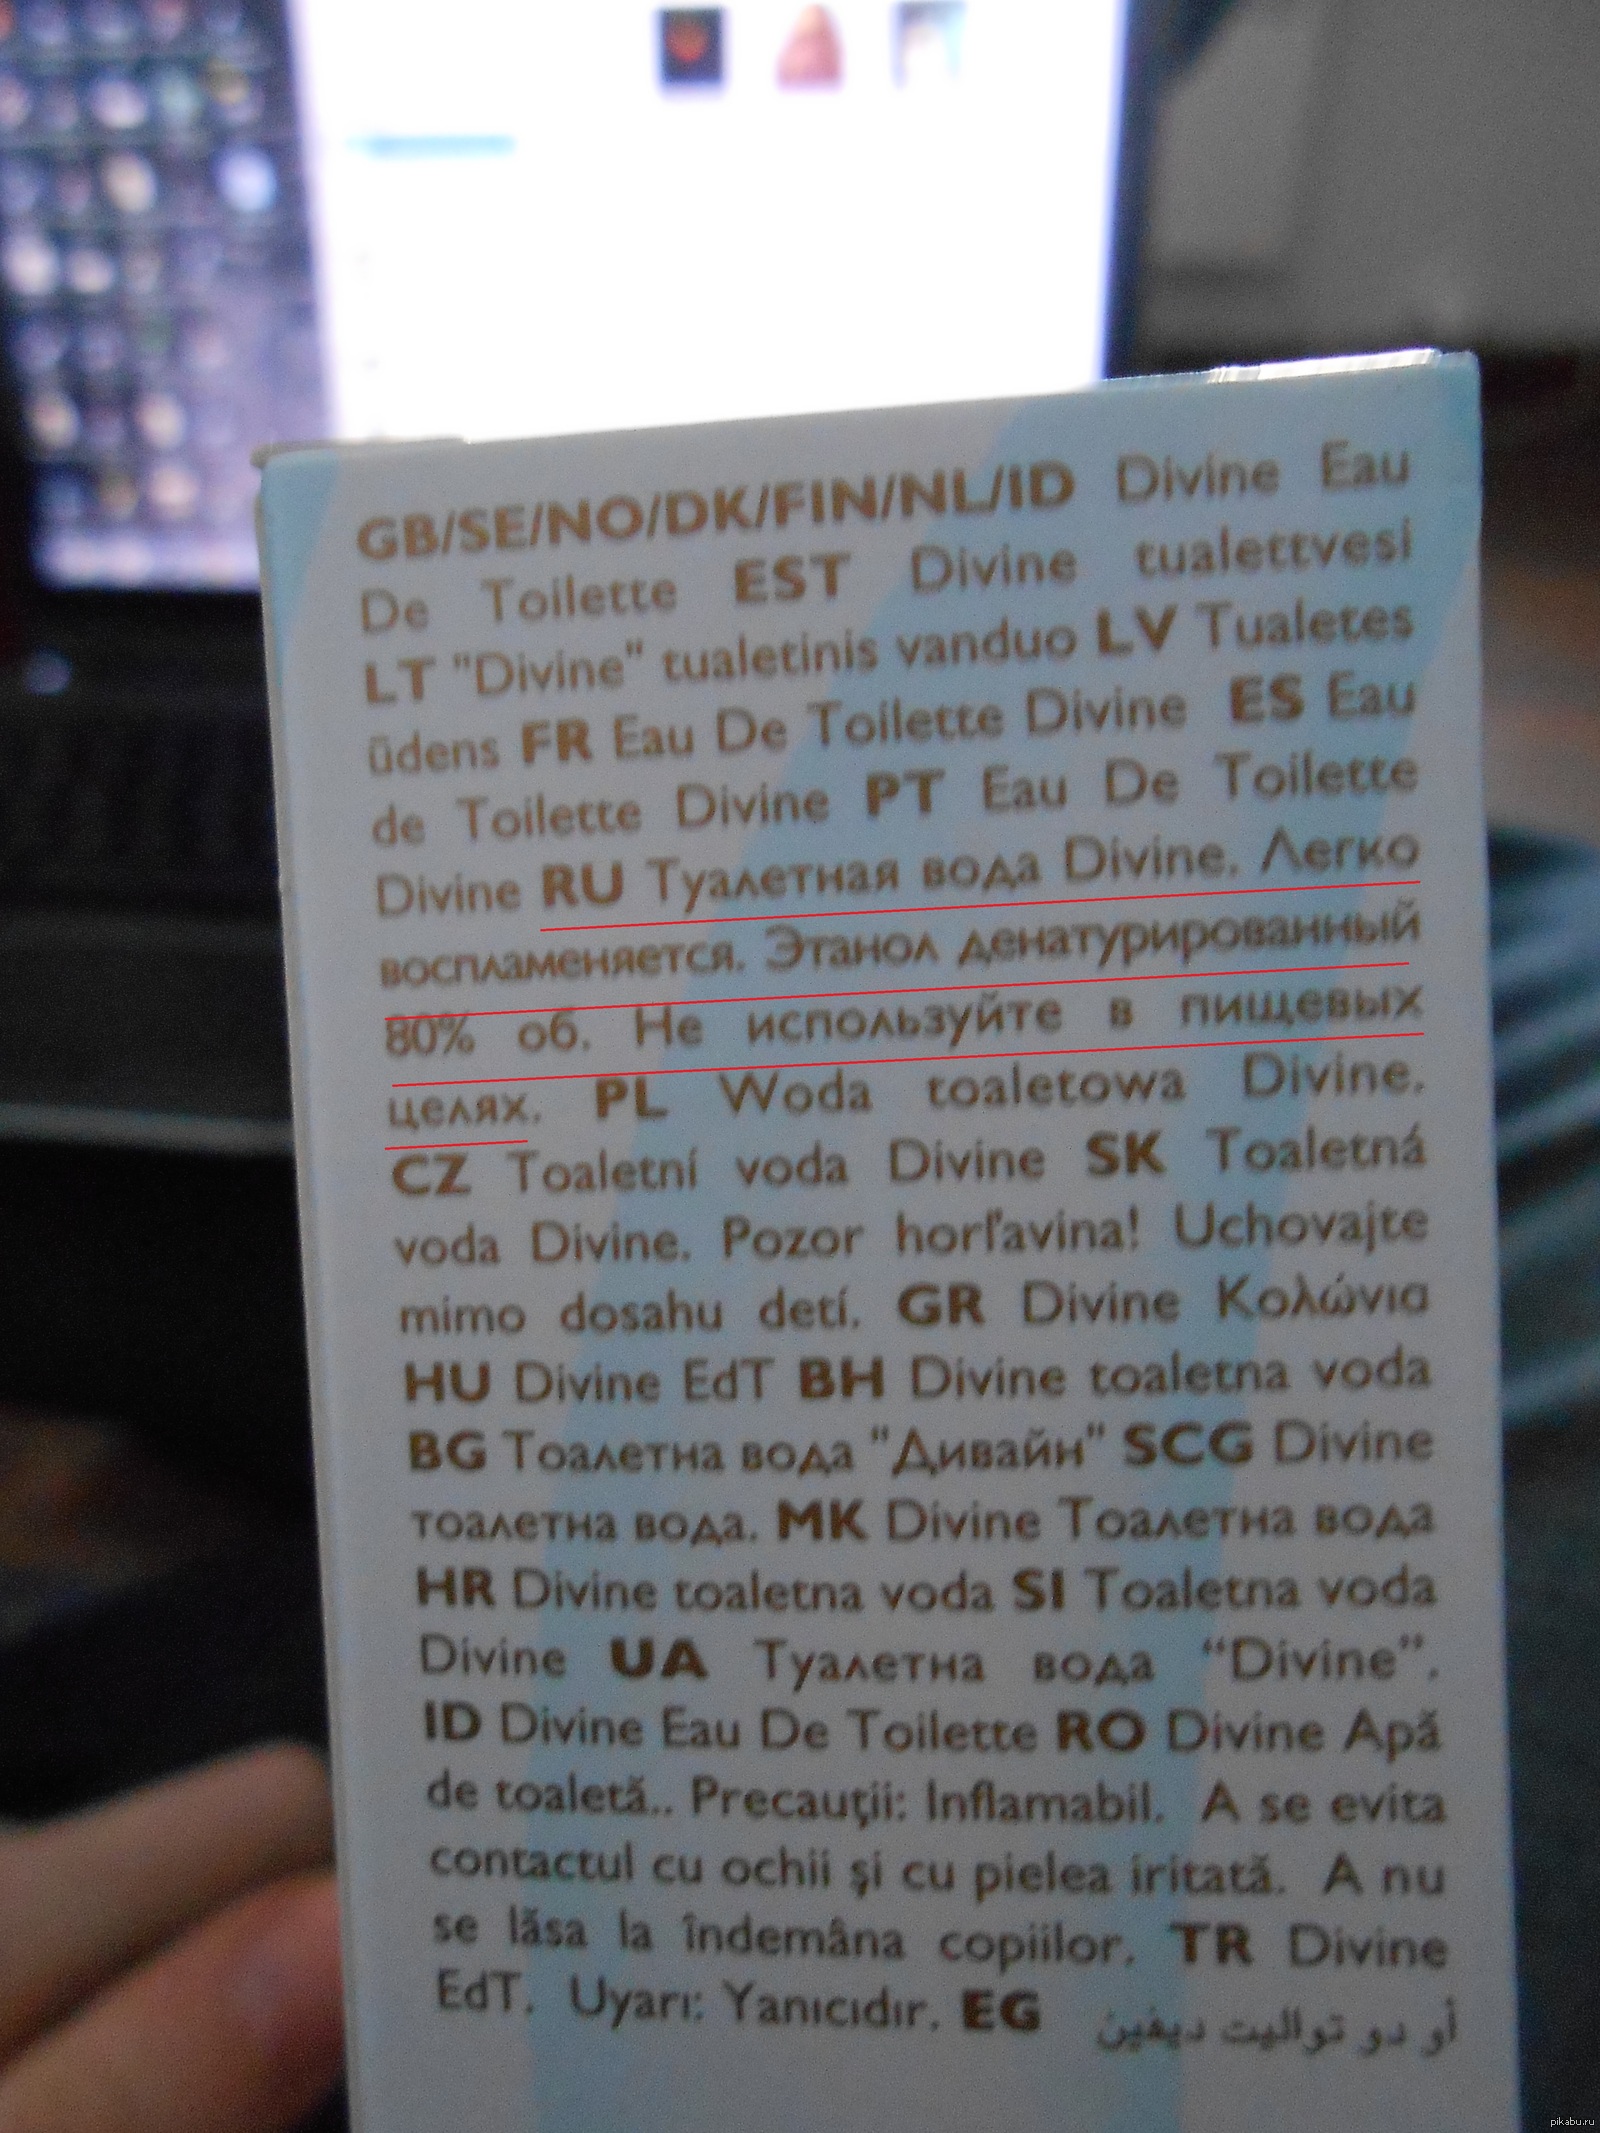 GB/SE/NO/DK/FIN/NL/ID Divine Eau
De Toilette EST Divine tualettvesi
LT "Divine" tualetinis vanduo LV Tualetes
ūdens FR Eau De Toilette Divine ES Eau
de Toilette Divine PT Eau De Toilette
Divine RU Туалетная вода Divine. Легко
воспламеняется. Этанол денатурированный
80% об. Не используйте в пищевых
целях. PL Woda toaletowa Divine.
CZ Toaletní voda Divine SK Toaletná
voda Divine. Pozor horľavina! Uchovajte
mimo dosahu detí. GR Divine Κολώνια
HU Divine EdT BH Divine toaletna voda
BG Тоалетна вода "Дивайн" SCG Divine
тоалетна вода. MK Divine Тоалетна вода
HR Divine toaletna voda SI Toaletna voda
Divine UA Туалетна вода “Divine”.
ID Divine Eau De Toilette RO Divine Apă
de toaletă.. Precauţii: Inflamabil. A se evita
contactul cu ochii şi cu pielea iritată. A nu
se lăsa la îndemâna copiilor. TR Divine
EdT. Uyarı: Yanıcıdır. EG أو دو تواليت ديفين
pikabu.ru